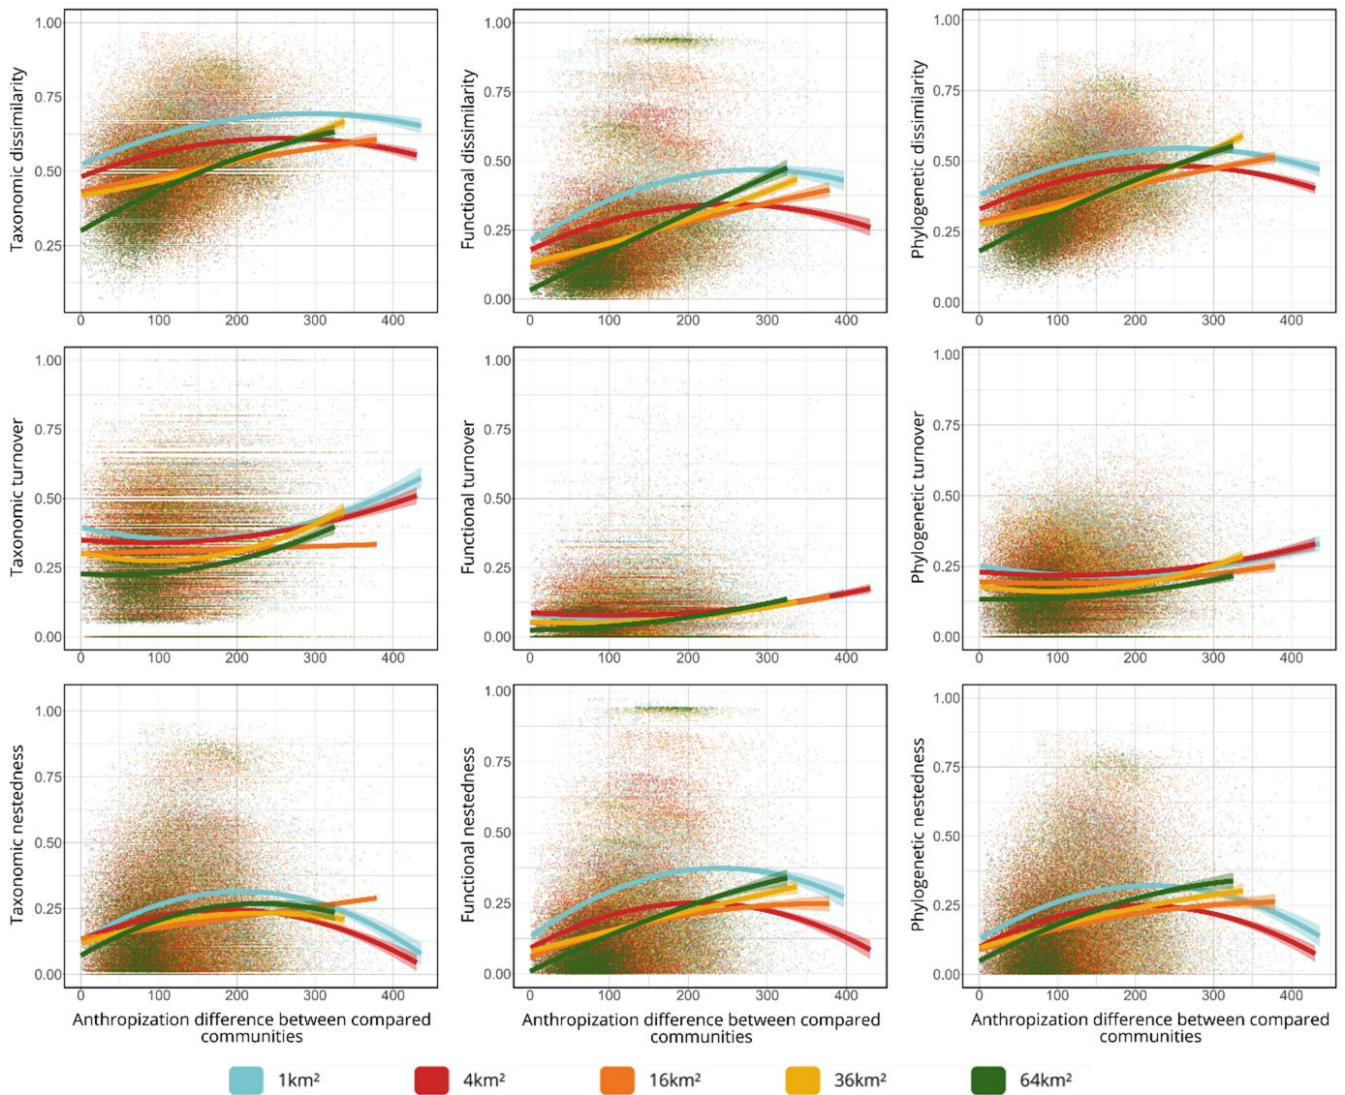 Taxonomic dissimilarity
1.00
0.75
0.50
0.25
0 100 200 300 400
Functional dissimilarity
1.00
0.75
0.50
0.25
0.00
0 100 200 300 400
Phylogenetic dissimilarity
1.00
0.75
0.50
0.25
0.00
0 100 200 300 400
Taxonomic turnover
1.00
0.75
0.50
0.25
0.00
0 100 200 300 400
Functional turnover
1.00
0.75
0.50
0.25
0.00
0 100 200 300 400
Phylogenetic turnover
1.00
0.75
0.50
0.25
0.00
0 100 200 300 400
Taxonomic nestedness
1.00
0.75
0.50
0.25
0.00
0 100 200 300 400
Anthropization difference between compared
communities
Functional nestedness
1.00
0.75
0.50
0.25
0.00
0 100 200 300 400
Anthropization difference between compared
communities
Phylogenetic nestedness
1.00
0.75
0.50
0.25
0.00
0 100 200 300 400
Anthropization difference between compared
communities
1km² 4km² 16km² 36km² 64km²